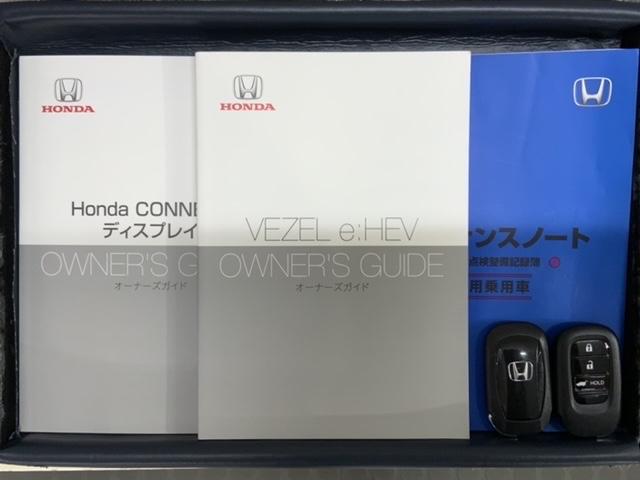 HONDA
Honda CONNE
ディスプレイ
OWNER'S G
オーナーズガイド
HONDA
VEZEL e:HEV
OWNER'S GUIDE
オーナーズガイド
ンスノート
点検整備記録簿
用乗用車
HOLD